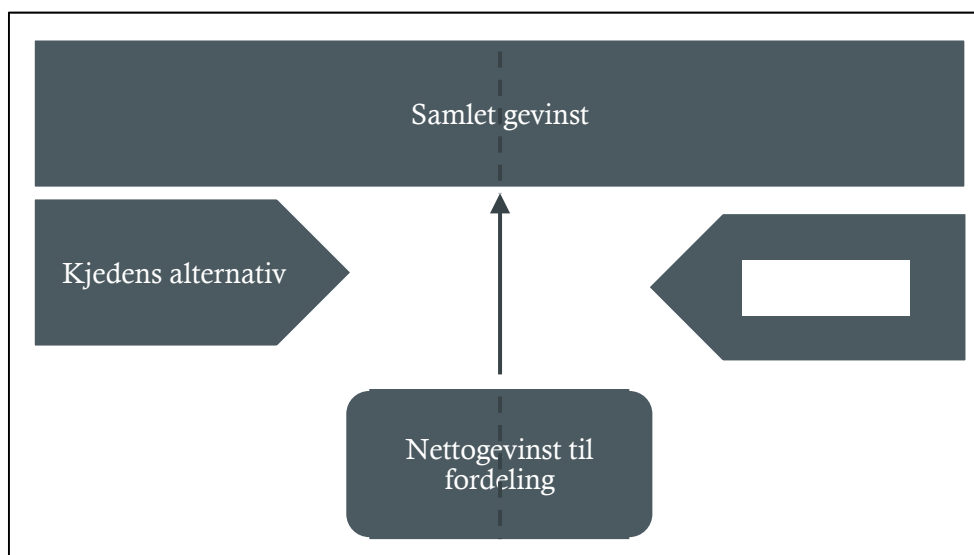 Samlet gevinst
Kjedens alternativ
Nettogevinst til
fordeling